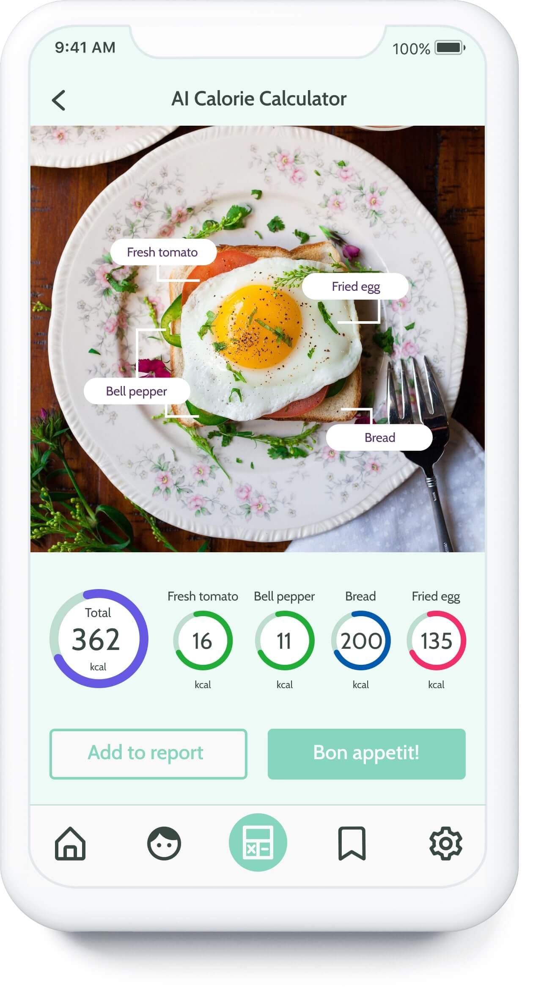 9:41 AM
100%
AI Calorie Calculator
Fresh tomato
Fried egg
Bell pepper
Bread
Total
362
kcal
Fresh tomato
16
kcal
Bell pepper
11
kcal
Bread
200
kcal
Fried egg
135
kcal
Add to report
Bon appetit!